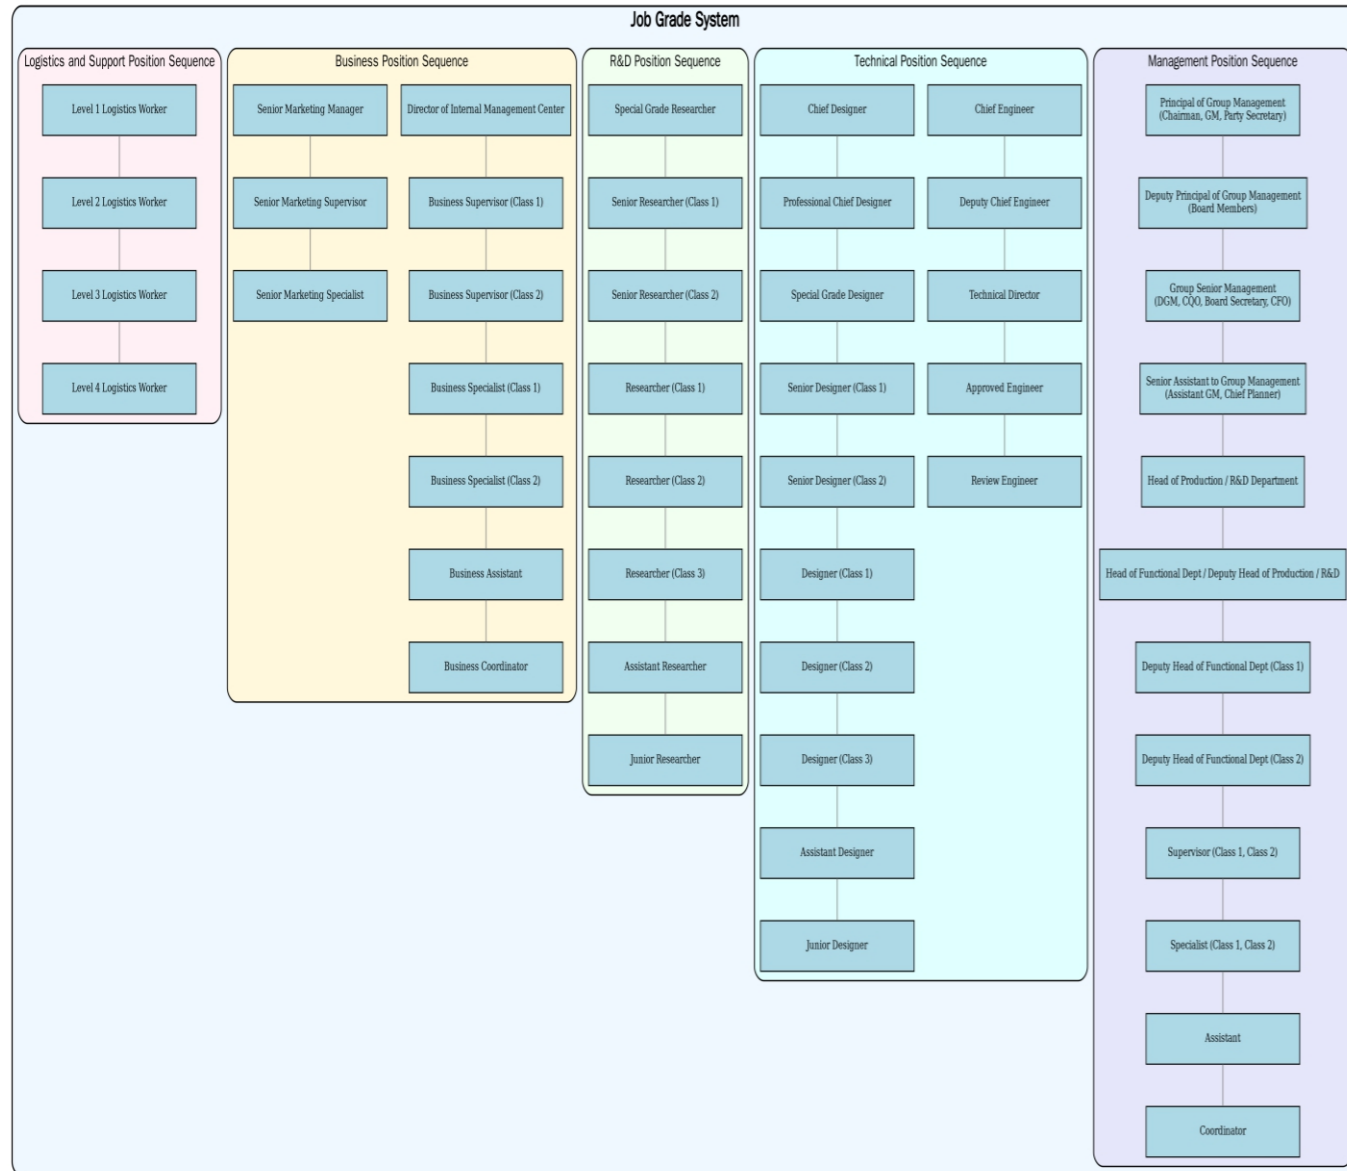 Job Grade System
Logistics and Support Position Sequence
Level 1 Logistics Worker
Level 2 Logistics Worker
Level 3 Logistics Worker
Level 4 Logistics Worker
Business Position Sequence
Senior Marketing Manager
Senior Marketing Supervisor
Senior Marketing Specialist
Director of Internal Management Center
Business Supervisor (Class 1)
Business Supervisor (Class 2)
Business Specialist (Class 1)
Business Specialist (Class 2)
Business Assistant
Business Coordinator
R&D Position Sequence
Special Grade Researcher
Senior Researcher (Class 1)
Senior Researcher (Class 2)
Researcher (Class 1)
Researcher (Class 2)
Researcher (Class 3)
Assistant Researcher
Junior Researcher
Technical Position Sequence
Chief Designer
Professional Chief Designer
Special Grade Designer
Senior Designer (Class 1)
Senior Designer (Class 2)
Designer (Class 1)
Designer (Class 2)
Designer (Class 3)
Assistant Designer
Junior Designer
Chief Engineer
Deputy Chief Engineer
Technical Director
Approved Engineer
Review Engineer
Management Position Sequence
Principal of Group Management
(Chairman, GM, Party Secretary)
Deputy Principal of Group Management
(Board Members)
Group Senior Management
(DGM, CQO, Board Secretary, CFO)
Senior Assistant to Group Management
(Assistant GM, Chief Planner)
Head of Production / R&D Department
Head of Functional Dept / Deputy Head of Production / R&D
Deputy Head of Functional Dept (Class 1)
Deputy Head of Functional Dept (Class 2)
Supervisor (Class 1, Class 2)
Specialist (Class 1, Class 2)
Assistant
Coordinator